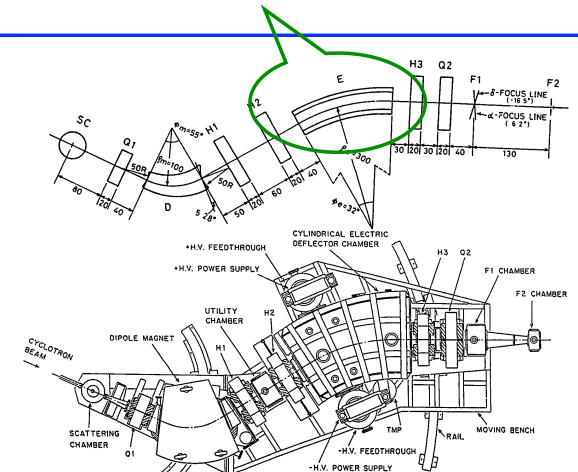 H3
Q2
E
F1
F2
δ-FOCUS LINE
(-16 5°)
α-FOCUS LINE
(6 2°)
SC
Q1
ϕm=55°
H1
50R
ρm=100
50R
D
5 28°
=300
ϕe=32°
80
20
40
50
20
60
20
40
30
20
30
20
40
130
CYLINDRICAL ELECTRIC
DEFLECTOR CHAMBER
+H.V. FEEDTHROUGH
+H.V. POWER SUPPLY
H3
Q2
F1 CHAMBER
F2 CHAMBER
UTILITY
CHAMBER
H2
DIPOLE MAGNET
H1
CYCLOTRON
BEAM
SCATTERING
CHAMBER
Q1
TMP
RAIL
MOVING BENCH
-H.V. FEEDTHROUGH
-H.V. POWER SUPPLY